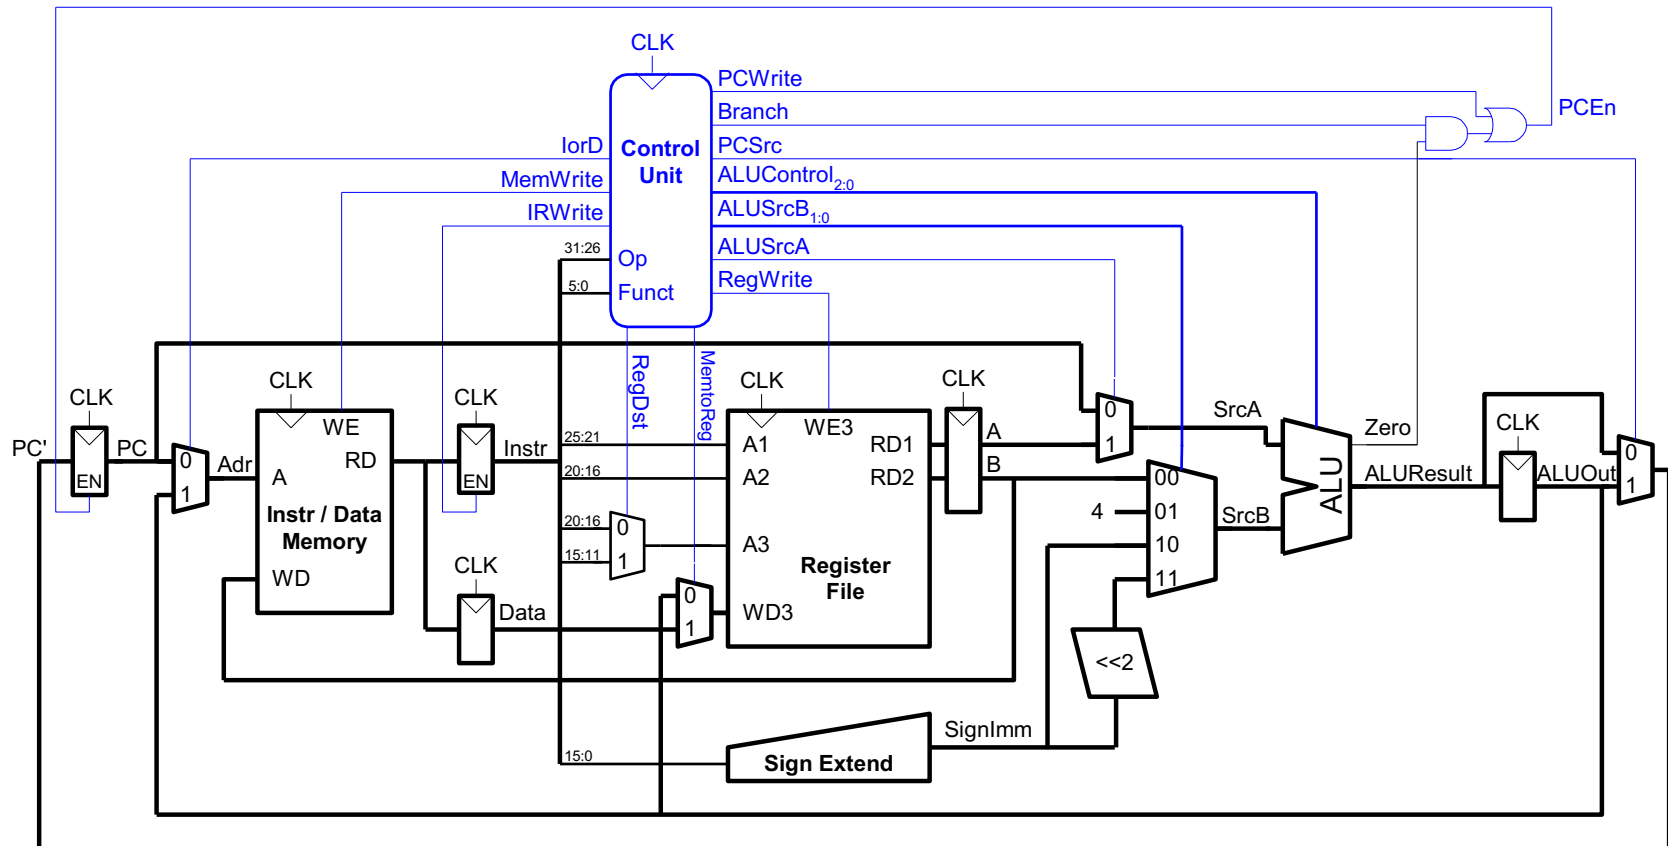 CLK
PCWrite
Branch
PCEn
IorD
Control
Unit
PCSrc
MemWrite
ALUControl2:0
IRWrite
ALUSrcB1:0
31:26
Op
ALUSrcA
5:0
Funct
RegWrite
RegDst
MemtoReg
CLK
CLK
CLK
CLK
CLK
CLK
PC'
EN
PC
0
1
Adr
WE
RD
A
Instr / Data
Memory
WD
EN
Instr
CLK
Data
25:21
20:16
20:16
15:11
0
1
0
1
A1
A2
A3
WD3
WE3
RD1
RD2
Register
File
A
B
0
1
SrcA
00
4
01
10
11
SrcB
ALU
Zero
ALUResult
ALUOut
0
1
<<2
15:0
Sign Extend
SignImm